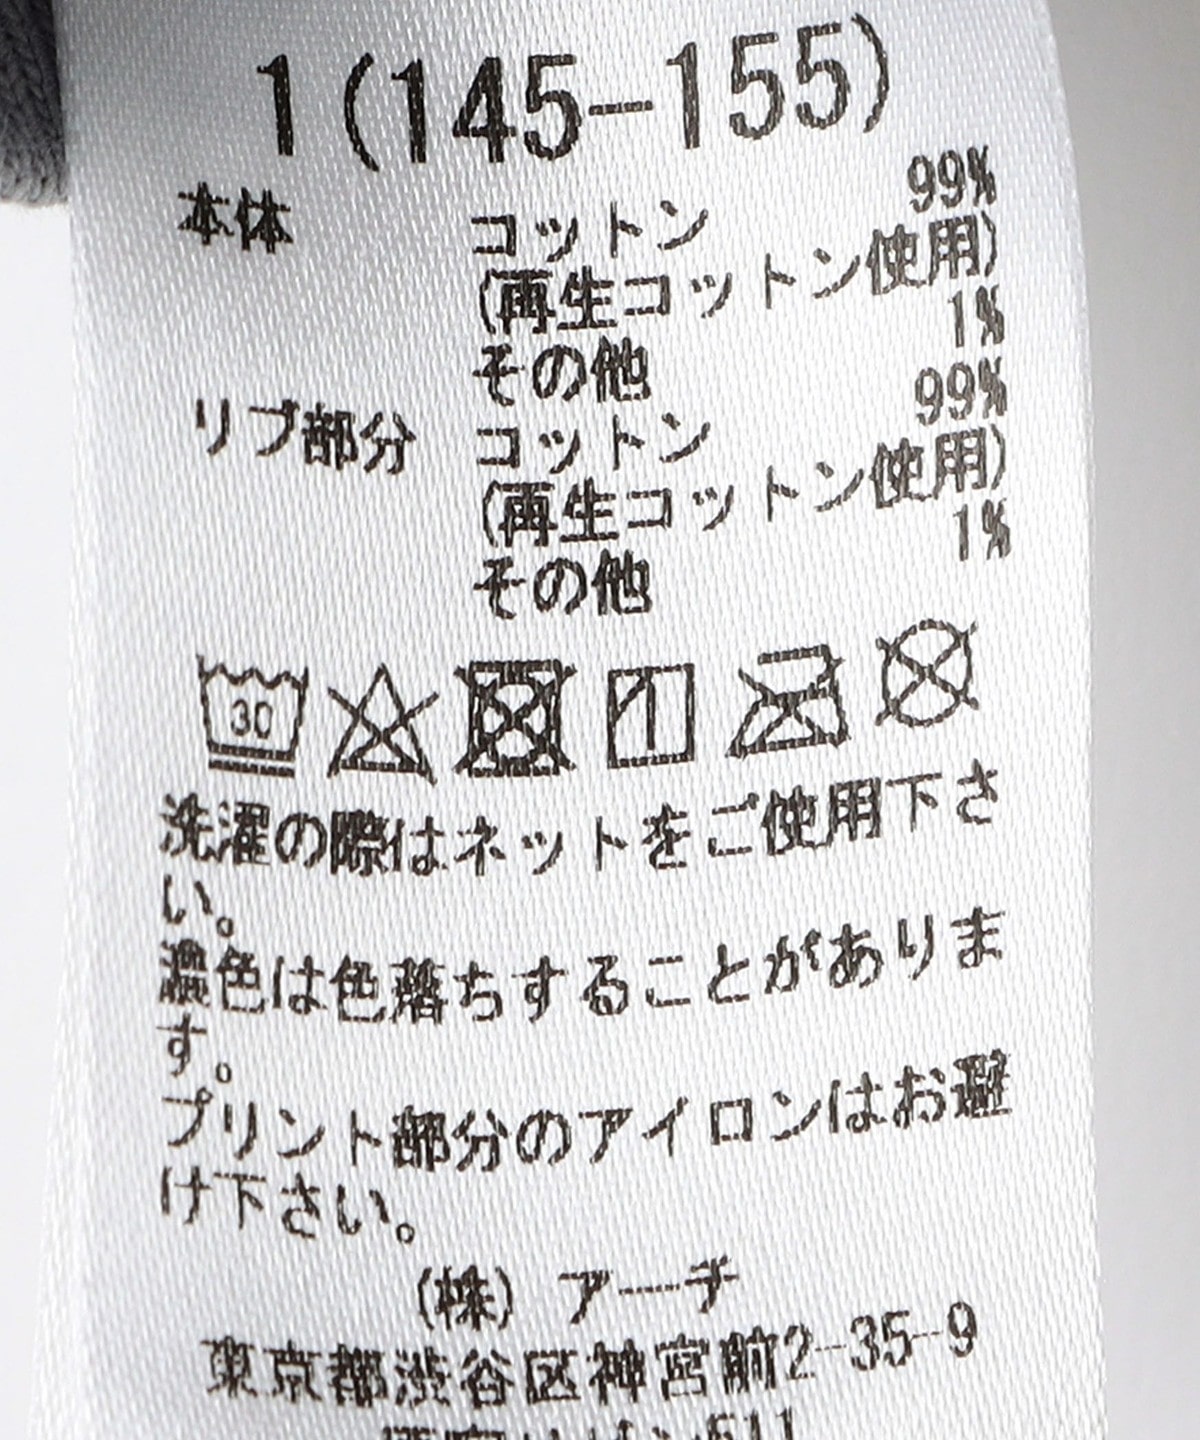 1(145-155)
本体 コットン 99%
(再生コットン使用)
その他 1%
リブ部分 コットン 99%
(再生コットン使用)
その他 1%
30
洗濯の際はネットをご使用下さ
い。
濃色は色落ちすることがありま
す。
プリント部分のアイロンはお避
け下さい。
(株) アーチ
東京都渋谷区神宮前2-35-9
511